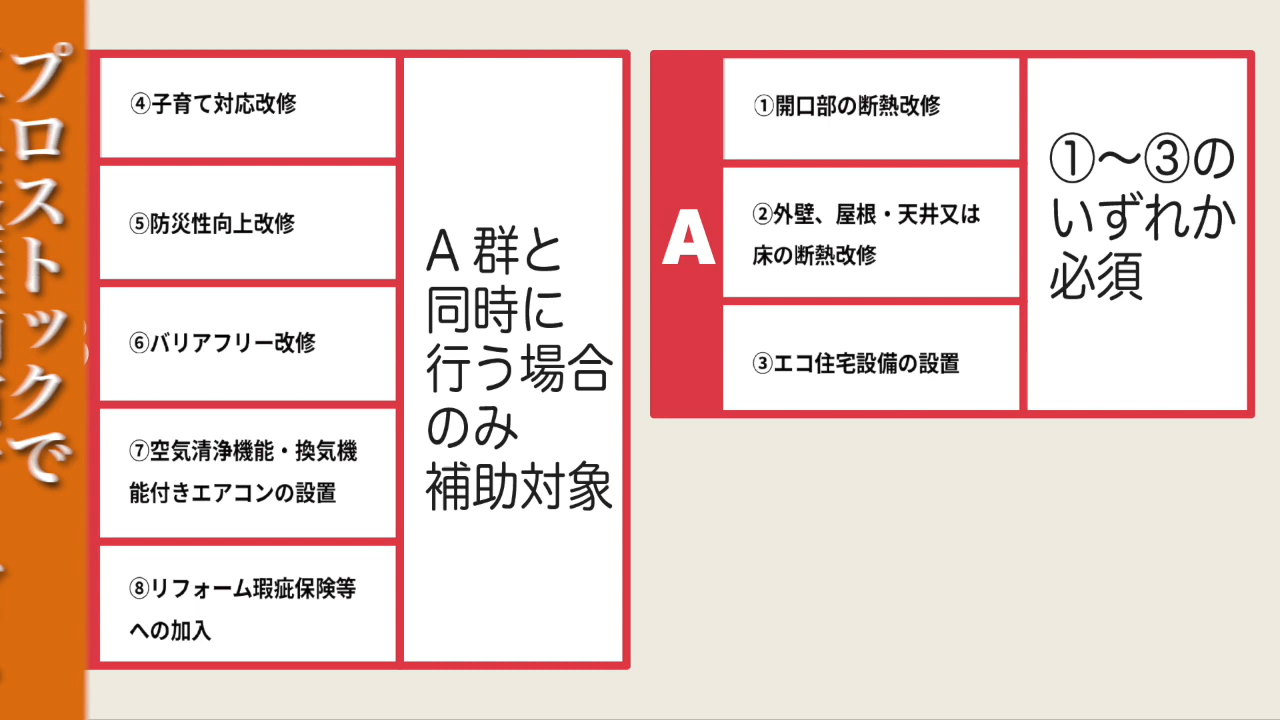 プロストックで
④子育て対応改修
⑤防災性向上改修
⑥バリアフリー改修
⑦空気清浄機能・換気機
能付きエアコンの設置
⑧リフォーム瑕疵保険等
への加入
A 群と
同時に
行う場合
のみ
補助対象
A
①開口部の断熱改修
②外壁、屋根・天井又は
床の断熱改修
③エコ住宅設備の設置
①～③の
いずれか
必須